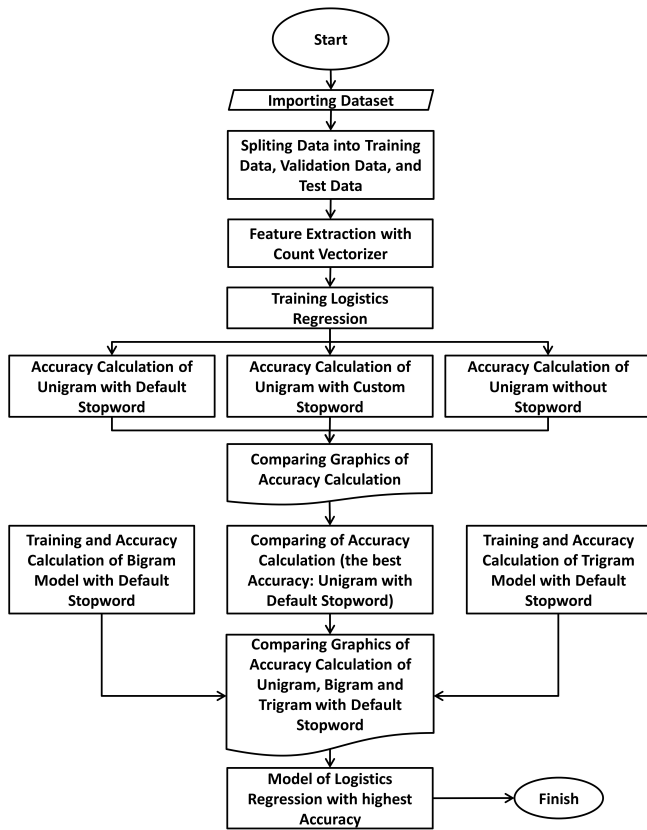 Start
Importing Dataset
Spliting Data into Training
Data, Validation Data, and
Test Data
Feature Extraction with
Count Vectorizer
Training Logistics
Regression
Accuracy Calculation of
Unigram with Default
Stopword
Accuracy Calculation of
Unigram with Custom
Stopword
Accuracy Calculation of
Unigram without
Stopword
Comparing Graphics of
Accuracy Calculation
Training and Accuracy
Calculation of Bigram
Model with Default
Stopword
Comparing of Accuracy
Calculation (the best
Accuracy: Unigram with
Default Stopword)
Training and Accuracy
Calculation of Trigram
Model with Default
Stopword
Comparing Graphics of
Accuracy Calculation of
Unigram, Bigram and
Trigram with Default
Stopword
Model of Logistics
Regression with highest
Accuracy
Finish